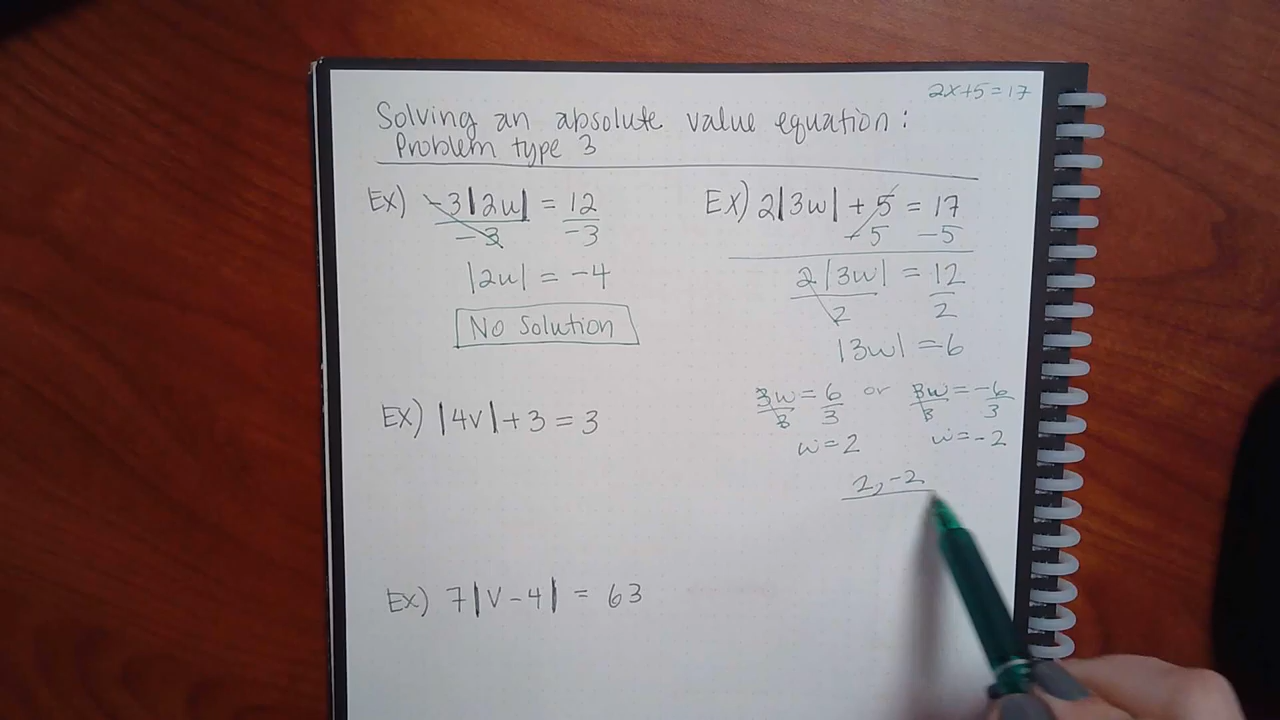 2x+5=17
Solving an absolute value equation:
Problem type 3
Ex) -3|2u| = 12
-3 -3
|2u| = -4
No Solution
Ex) 2|3w| + 5 = 17
-5 -5
2|3w| = 12
2 2
|3w| = 6
3w = 6 or 3w = -6
3 3 3 3
w = 2 w = -2
2, -2
Ex) |4v| + 3 = 3
Ex) 7|v - 4| = 63